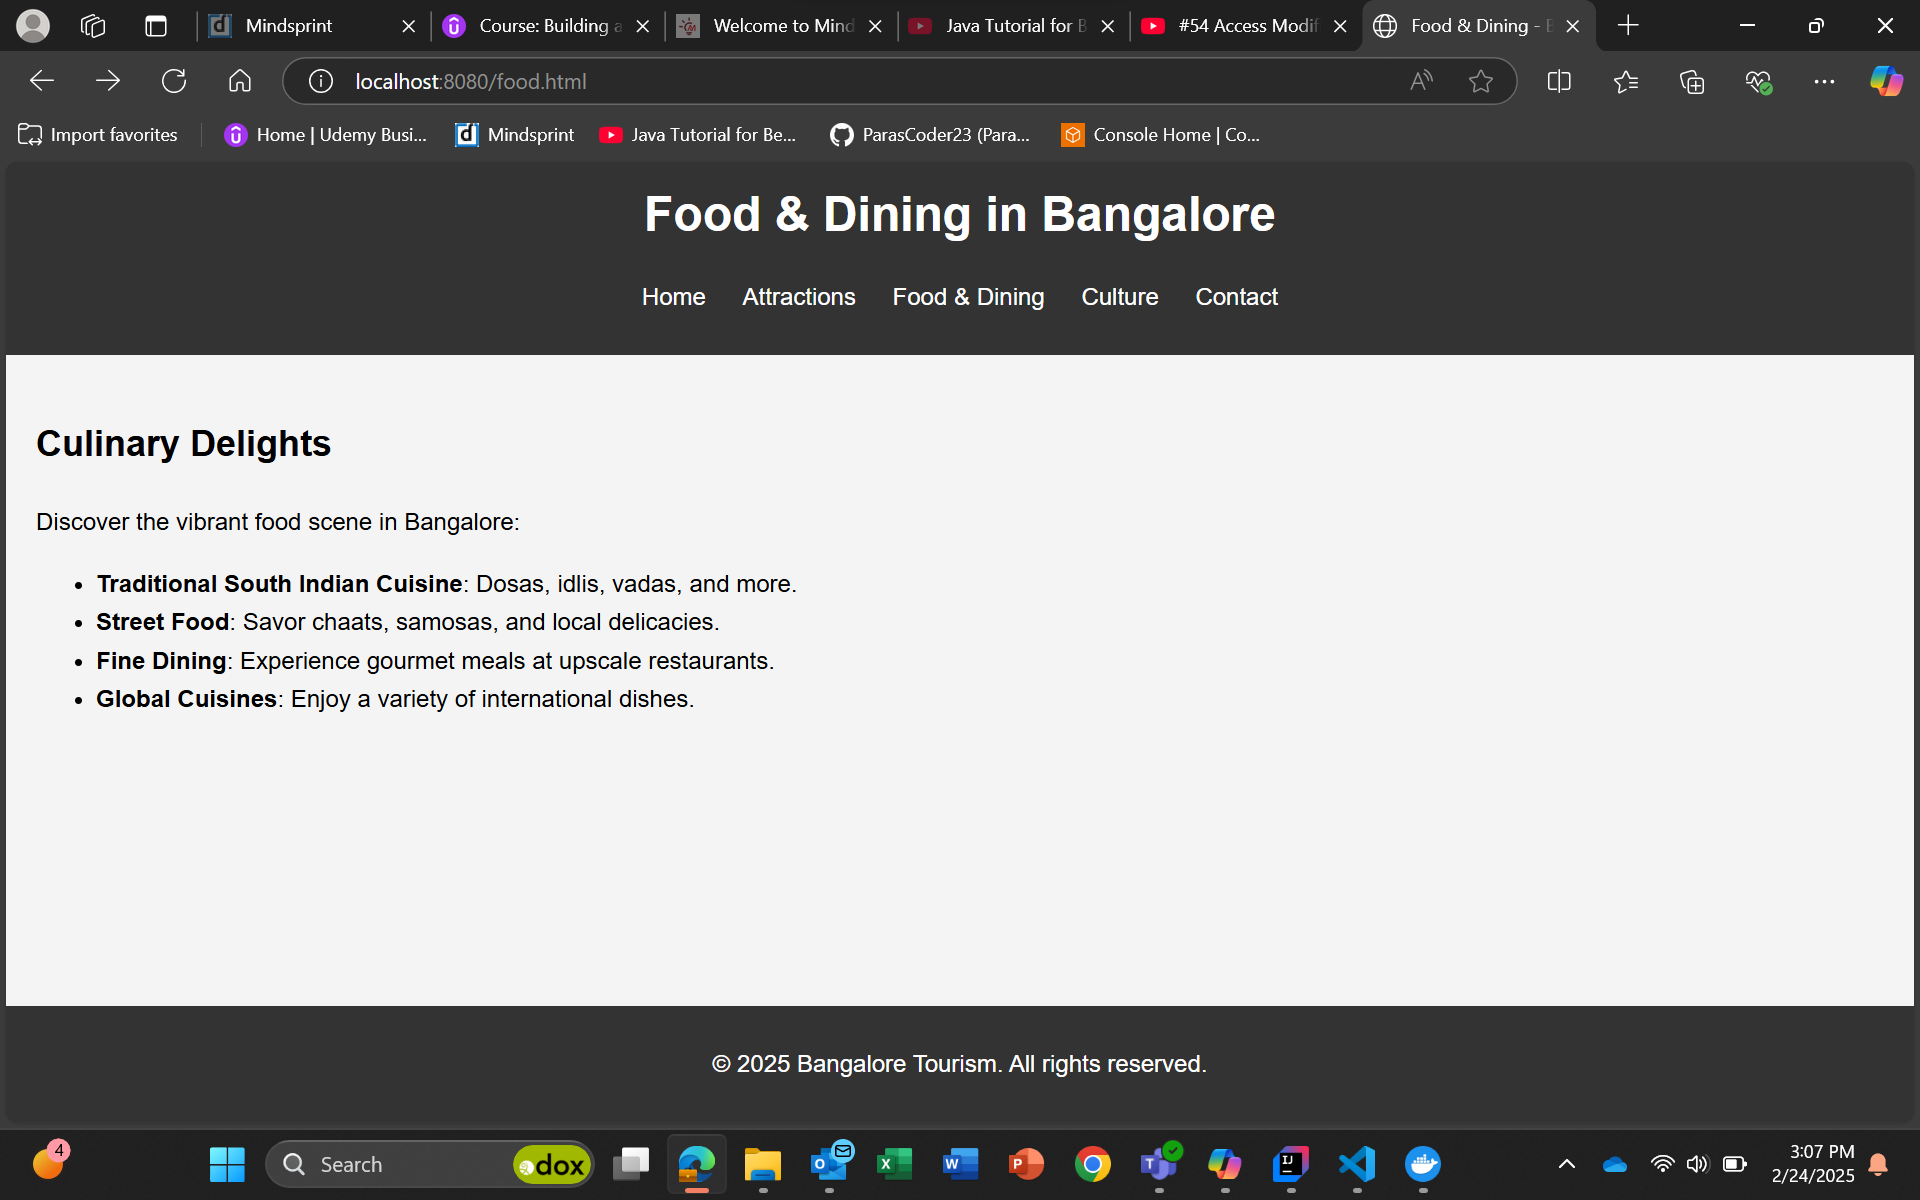 Mindsprint
Course: Building a
Welcome to Mind
Java Tutorial for B
#54 Access Modif
Food & Dining - B
localhost:8080/food.html
Import favorites
Home | Udemy Busi...
Mindsprint
Java Tutorial for Be...
ParasCoder23 (Para...
Console Home | Co...
Food & Dining in Bangalore
Home Attractions Food & Dining Culture Contact
Culinary Delights
Discover the vibrant food scene in Bangalore:
• Traditional South Indian Cuisine: Dosas, idlis, vadas, and more.
• Street Food: Savor chaats, samosas, and local delicacies.
• Fine Dining: Experience gourmet meals at upscale restaurants.
• Global Cuisines: Enjoy a variety of international dishes.
© 2025 Bangalore Tourism. All rights reserved.
4
Search
dox
3:07 PM
2/24/2025